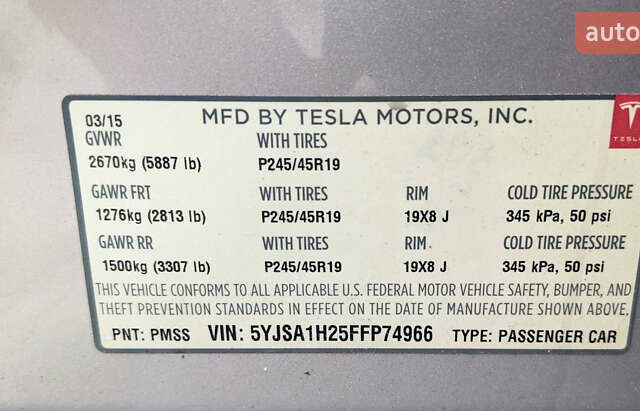 auto
03/15 MFD BY TESLA MOTORS, INC.
GVWR WITH TIRES
2670kg (5887 lb) P245/45R19
TESLA
GAWR FRT WITH TIRES RIM COLD TIRE PRESSURE
1276kg (2813 lb) P245/45R19 19X8 J 345 kPa, 50 psi
GAWR RR WITH TIRES RIM COLD TIRE PRESSURE
1500kg (3307 lb) P245/45R19 19X8 J 345 kPa, 50 psi
THIS VEHICLE CONFORMS TO ALL APPLICABLE U.S. FEDERAL MOTOR VEHICLE SAFETY, BUMPER, AND
THEFT PREVENTION STANDARDS IN EFFECT ON THE DATE OF MANUFACTURE SHOWN ABOVE.
PNT: PMSS VIN: 5YJSA1H25FFP74966 TYPE: PASSENGER CAR